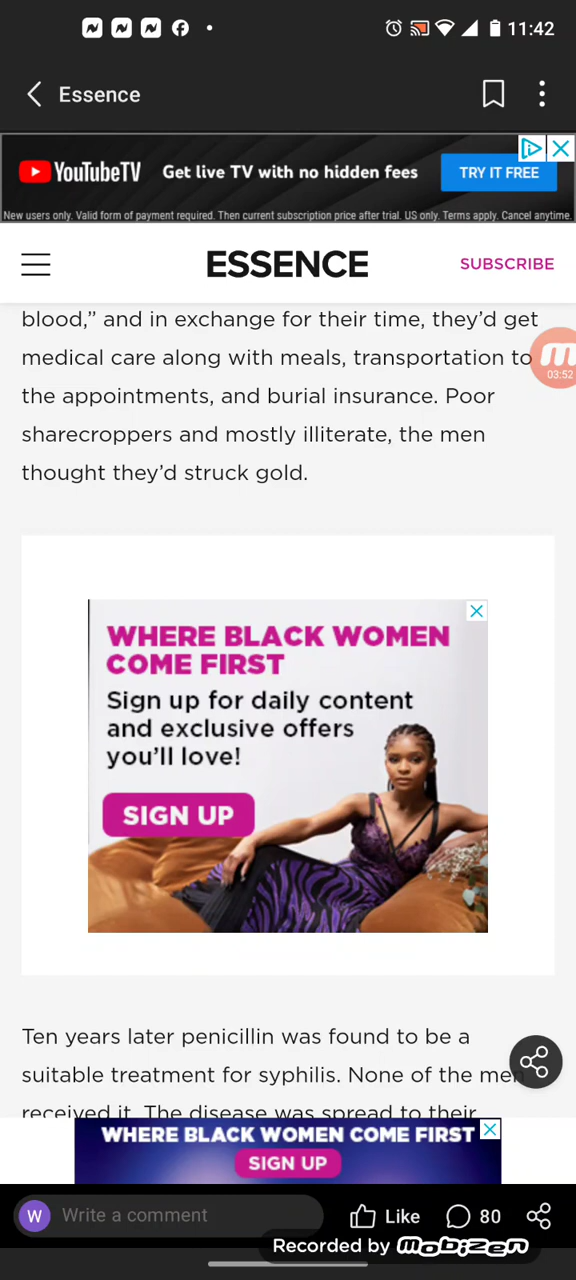 11:42
Essence
YouTubeTV Get live TV with no hidden fees TRY IT FREE
New users only. Valid form of payment required. Then current subscription price after trial. US only. Terms apply. Cancel anytime.
ESSENCE SUBSCRIBE
blood,” and in exchange for their time, they’d get
medical care along with meals, transportation to
03:52
the appointments, and burial insurance. Poor
sharecroppers and mostly illiterate, the men
thought they’d struck gold.
WHERE BLACK WOMEN
COME FIRST
Sign up for daily content
and exclusive offers
you’ll love!
SIGN UP
Ten years later penicillin was found to be a
suitable treatment for syphilis. None of the men
received it. The disease was spread to their
WHERE BLACK WOMEN COME FIRST
SIGN UP
W Write a comment Like 80
Recorded by mobizen